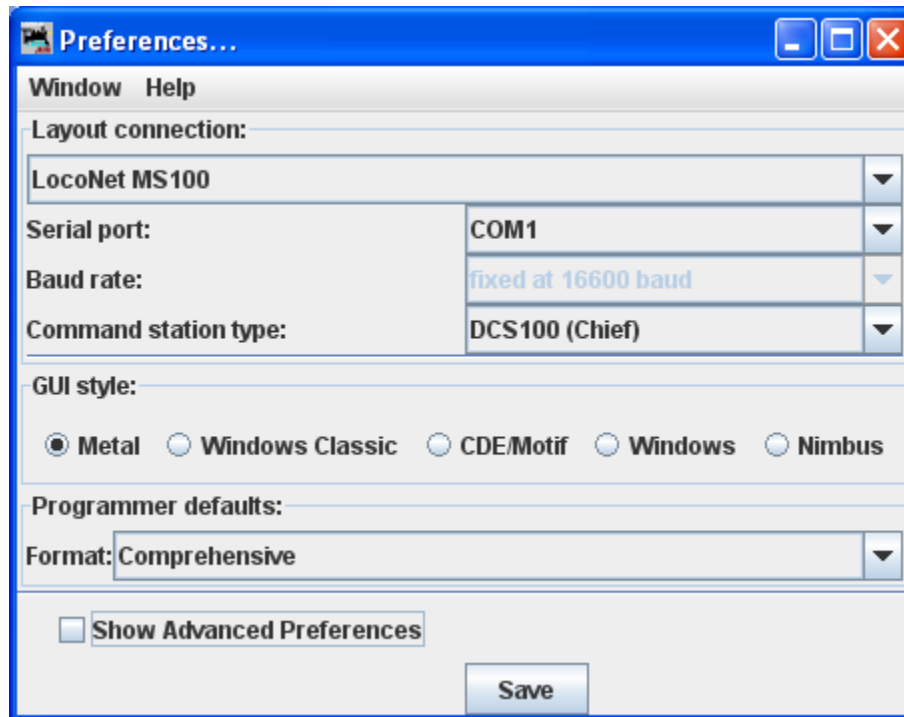 Preferences...
Window Help
Layout connection:
LocoNet MS100
Serial port: COM1
Baud rate: fixed at 16600 baud
Command station type: DCS100 (Chief)
GUI style:
Metal Windows Classic CDE/Motif Windows Nimbus
Programmer defaults:
Format: Comprehensive
Show Advanced Preferences
Save